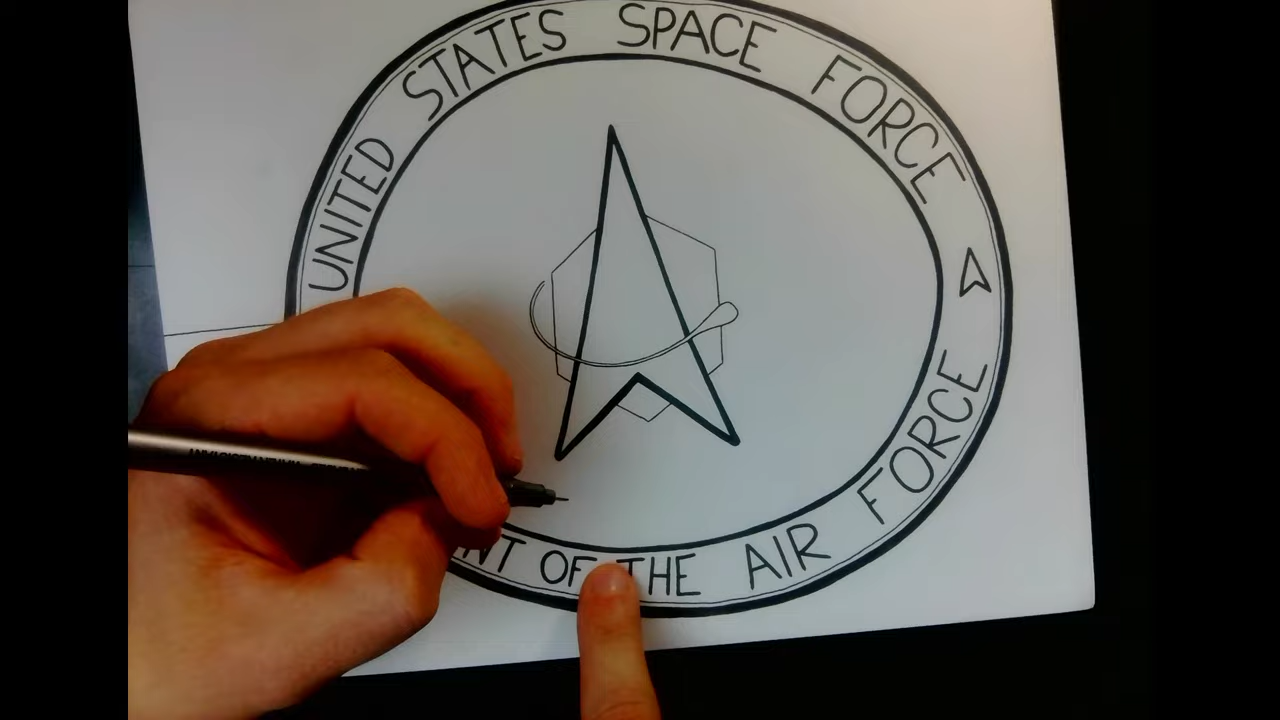 UNITED STATES SPACE FORCE
NT OF THE AIR FORCE